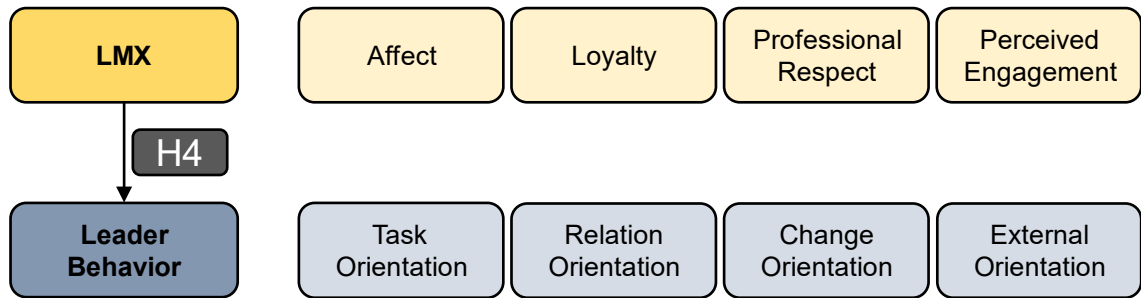 LMX
Affect
Loyalty
Professional
Respect
Perceived
Engagement
H4
Leader
Behavior
Task
Orientation
Relation
Orientation
Change
Orientation
External
Orientation